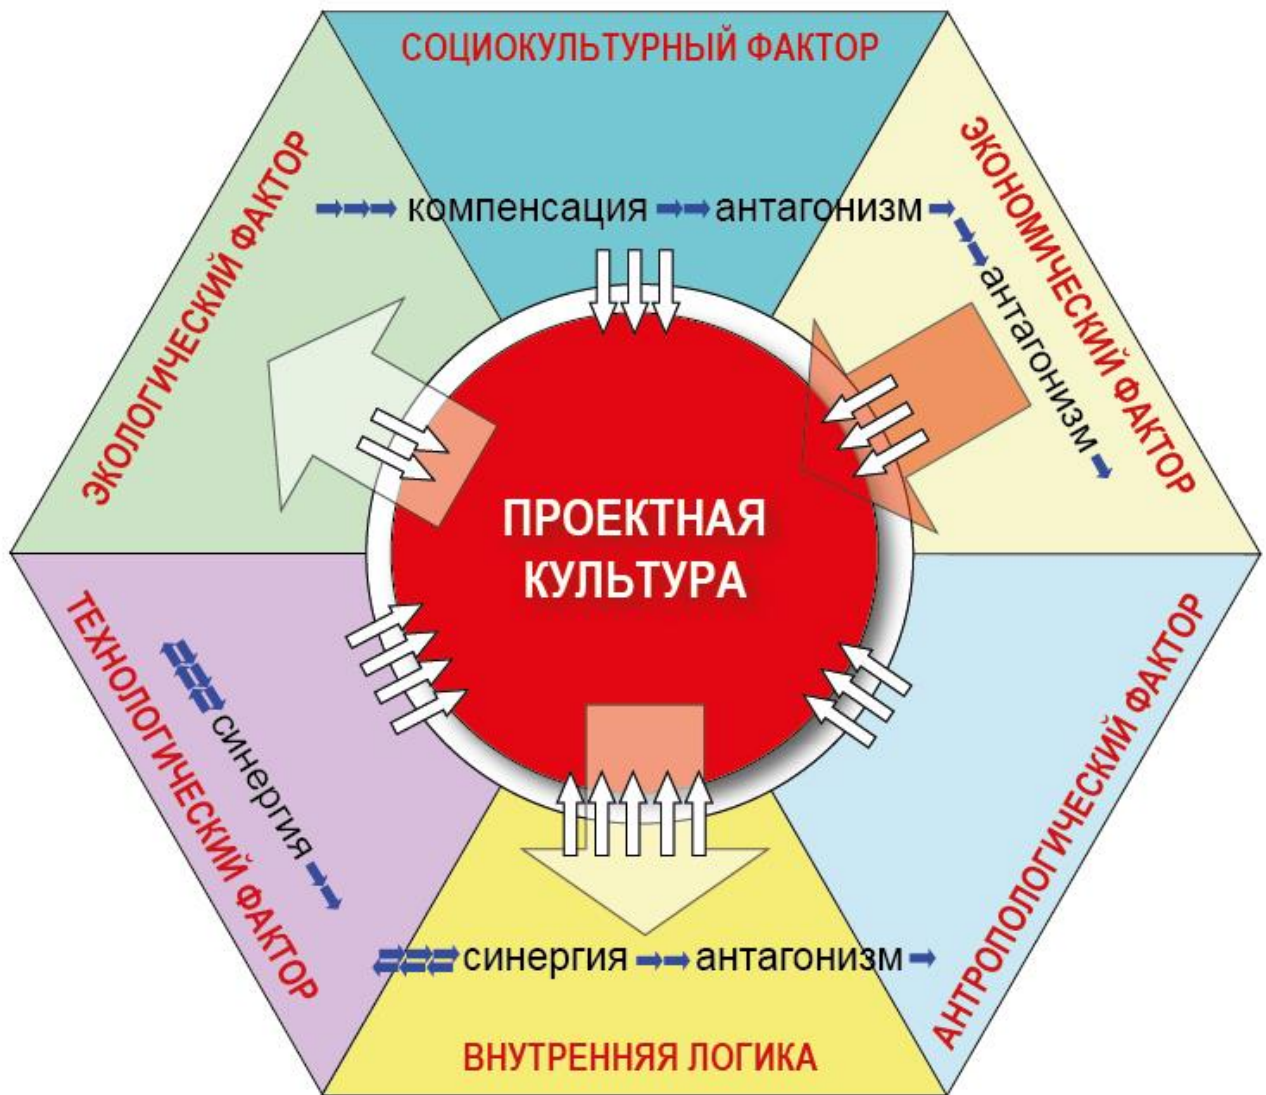 СОЦИОКУЛЬТУРНЫЙ ФАКТОР
ЭКОЛОГИЧЕСКИЙ ФАКТОР
компенсация
антагонизм
ЭКОНОМИЧЕСКИЙ ФАКТОР
антагонизм
ПРОЕКТНАЯ
КУЛЬТУРА
ТЕХНОЛОГИЧЕСКИЙ ФАКТОР
синергия
АНТРОПОЛОГИЧЕСКИЙ ФАКТОР
синергия
антагонизм
ВНУТРЕННЯЯ ЛОГИКА